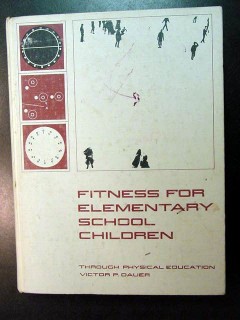 FITNESS FOR
ELEMENTARY
SCHOOL
CHILDREN
THROUGH PHYSICAL EDUCATION
VICTOR P. DAUER